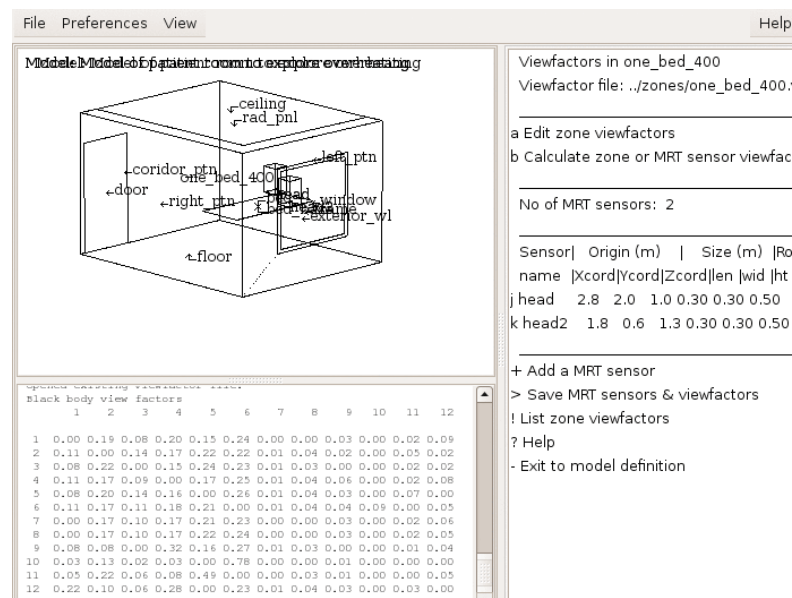 File Preferences View Help
ceiling
rad_pnl
left_ptn
coridor_ptn
one_bed_400
door
right_ptn
window
exterior_wl
floor
Black body view factors
1 2 3 4 5 6 7 8 9 10 11 12
1 0.00 0.19 0.08 0.20 0.15 0.24 0.00 0.00 0.03 0.00 0.02 0.09
2 0.11 0.00 0.14 0.17 0.22 0.22 0.01 0.04 0.02 0.00 0.05 0.02
3 0.08 0.22 0.00 0.15 0.24 0.23 0.01 0.03 0.00 0.00 0.02 0.02
4 0.11 0.17 0.09 0.00 0.17 0.25 0.01 0.04 0.06 0.00 0.02 0.08
5 0.08 0.20 0.14 0.16 0.00 0.26 0.01 0.04 0.03 0.00 0.07 0.00
6 0.11 0.17 0.11 0.18 0.21 0.00 0.01 0.04 0.04 0.09 0.00 0.05
7 0.00 0.17 0.10 0.17 0.21 0.23 0.00 0.00 0.03 0.00 0.02 0.06
8 0.00 0.17 0.10 0.17 0.22 0.24 0.00 0.00 0.03 0.00 0.02 0.05
9 0.08 0.08 0.00 0.32 0.16 0.27 0.01 0.03 0.00 0.00 0.01 0.04
10 0.03 0.13 0.02 0.03 0.00 0.78 0.00 0.00 0.01 0.00 0.00 0.00
11 0.05 0.22 0.06 0.08 0.49 0.00 0.00 0.03 0.01 0.00 0.00 0.05
12 0.22 0.10 0.06 0.28 0.00 0.23 0.01 0.04 0.03 0.00 0.03 0.00
Viewfactors in one_bed_400
Viewfactor file: ../zones/one_bed_400.
a Edit zone viewfactors
b Calculate zone or MRT sensor viewfac
No of MRT sensors: 2
Sensor| Origin (m) | Size (m) |Ro
name |Xcord|Ycord|Zcord|len |wid |ht
j head 2.8 2.0 1.0 0.30 0.30 0.50
k head2 1.8 0.6 1.3 0.30 0.30 0.50
+ Add a MRT sensor
> Save MRT sensors & viewfactors
! List zone viewfactors
? Help
- Exit to model definition